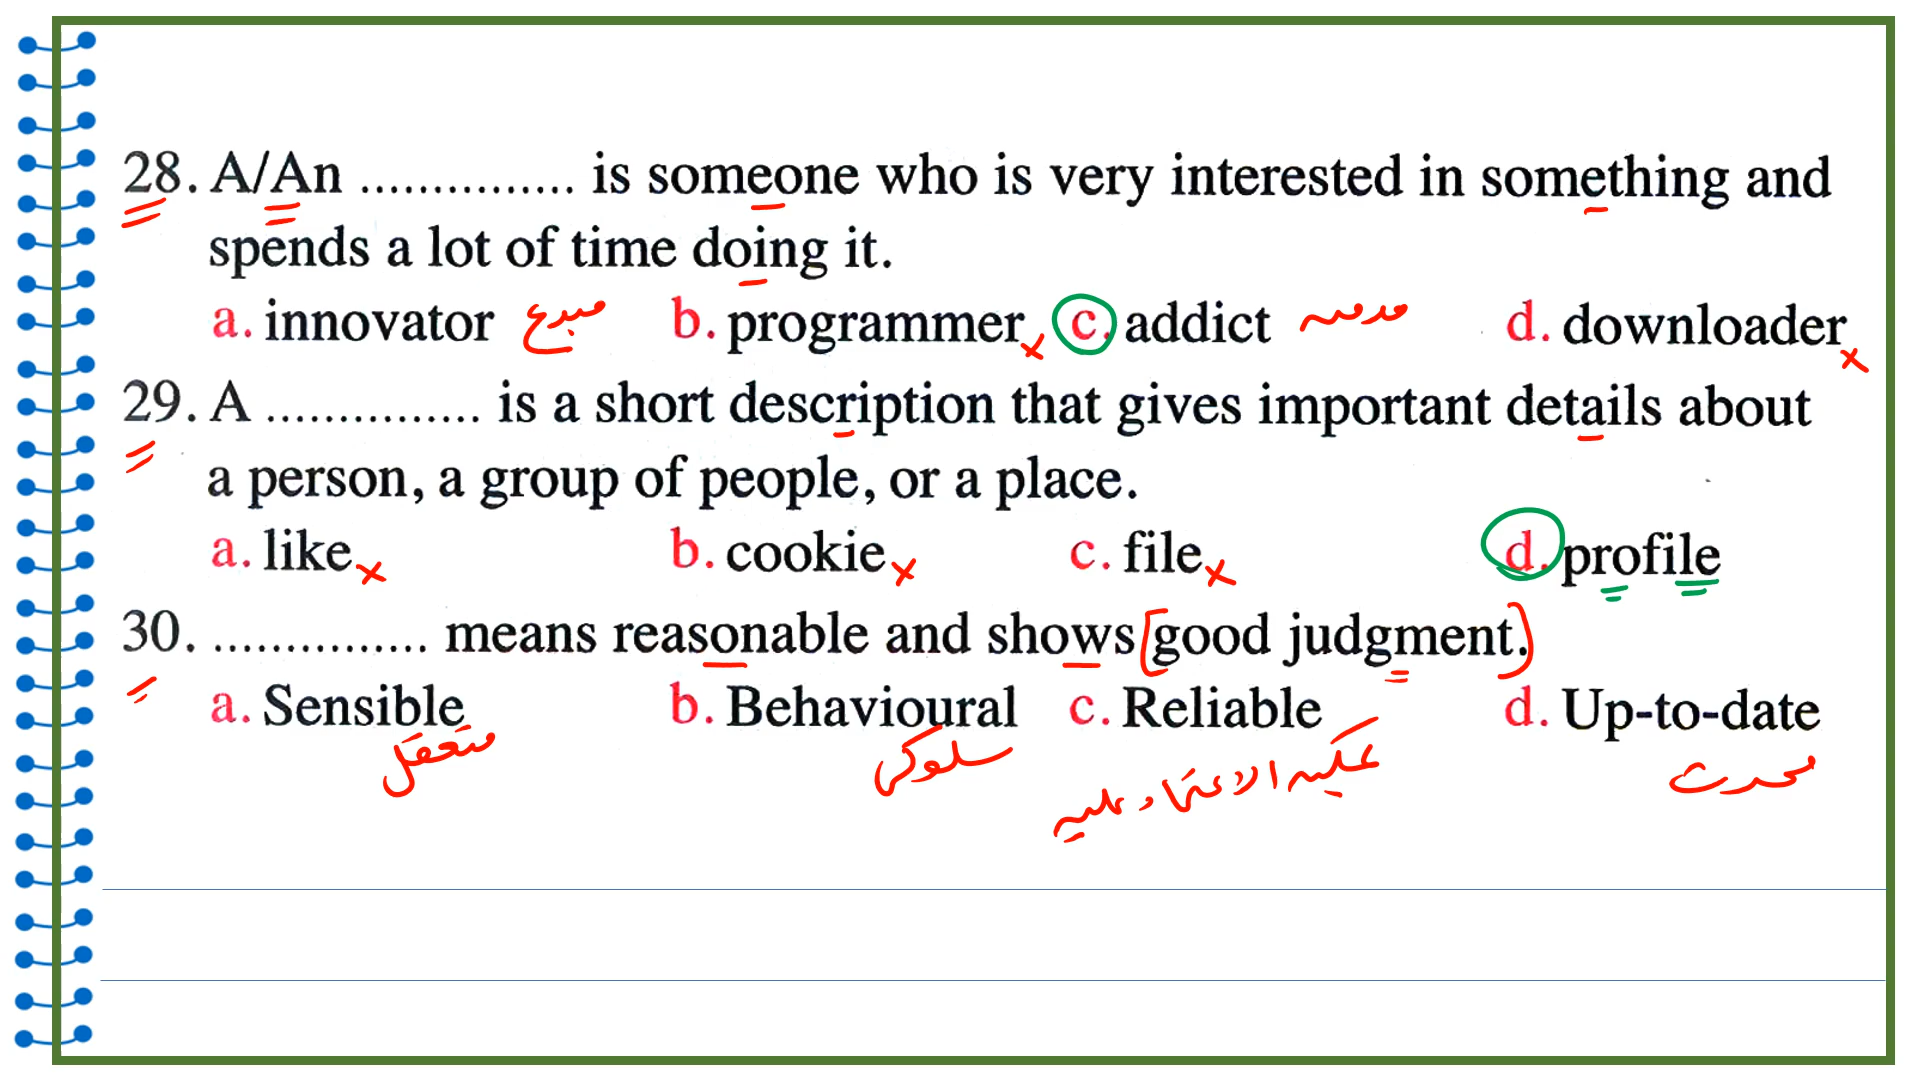 28. A/An ............... is someone who is very interested in something and
spends a lot of time doing it.
a. innovator مبدع b. programmer x c. addict مدمن d. downloader x
29. A ............... is a short description that gives important details about
a person, a group of people, or a place.
a. like x b. cookie x c. file x d. profile
30. ............... means reasonable and shows [good judgment.)
a. Sensible b. Behavioural c. Reliable d. Up-to-date
متعقل سلوكي يمكن الاعتماد عليه محدث